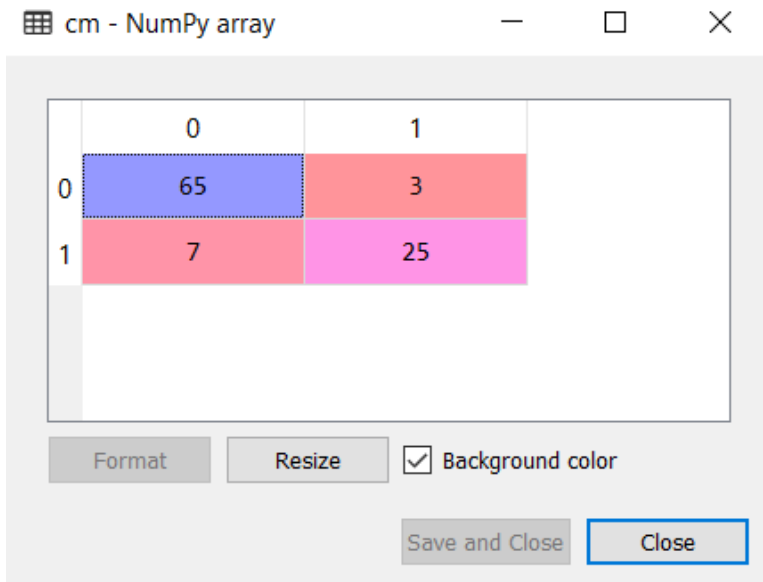 cm - NumPy array
0 1
0 65 3
1 7 25
Format Resize Background color
Save and Close Close